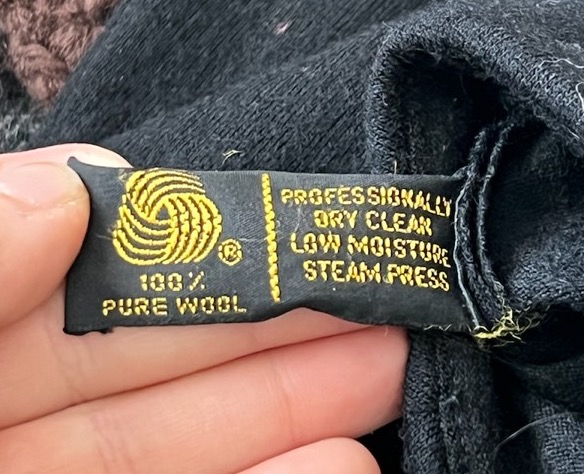 ®
100%
PURE WOOL
PROFESSIONALLY
DRY CLEAN
LOW MOISTURE
STEAM PRESS